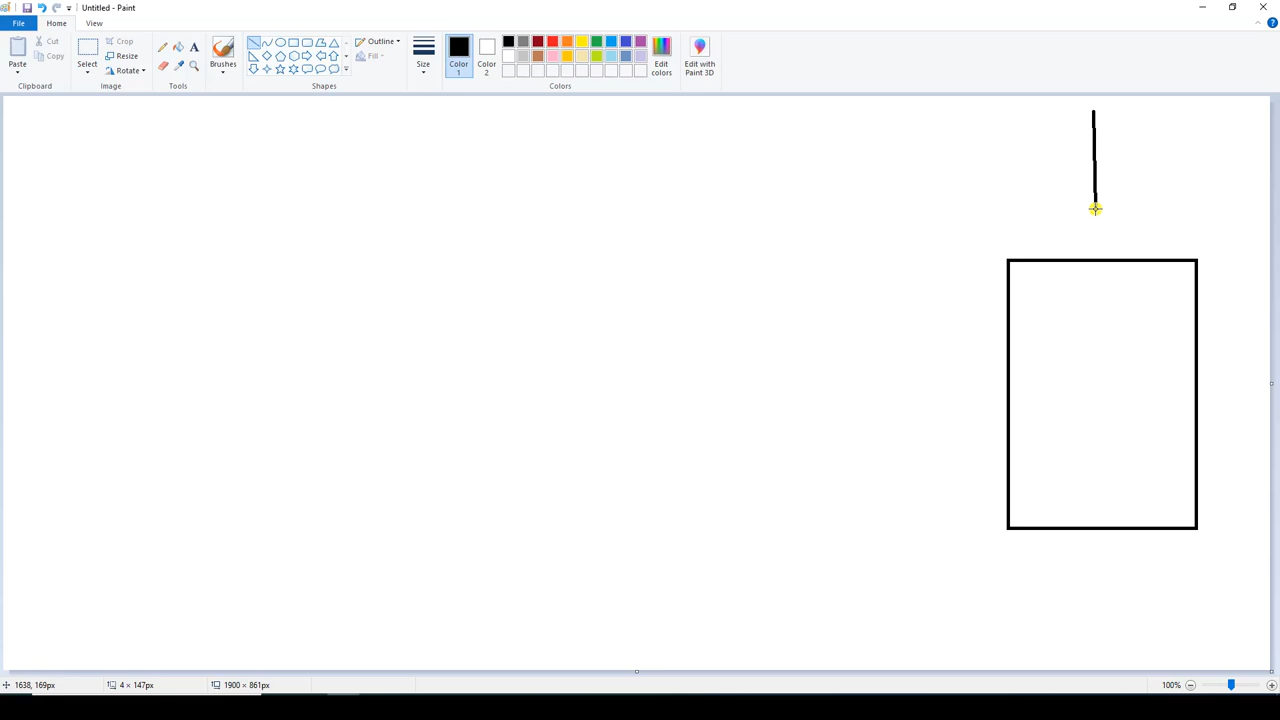 Untitled - Paint
File
Home
View
Paste
Cut
Copy
Clipboard
Select
Crop
Resize
Rotate
Image
A
Tools
Brushes
Outline
Fill
Shapes
Size
Color
1
Color
2
Edit
colors
Colors
Edit with
Paint 3D
?
1638, 169px
4 × 147px
1900 × 861px
100%